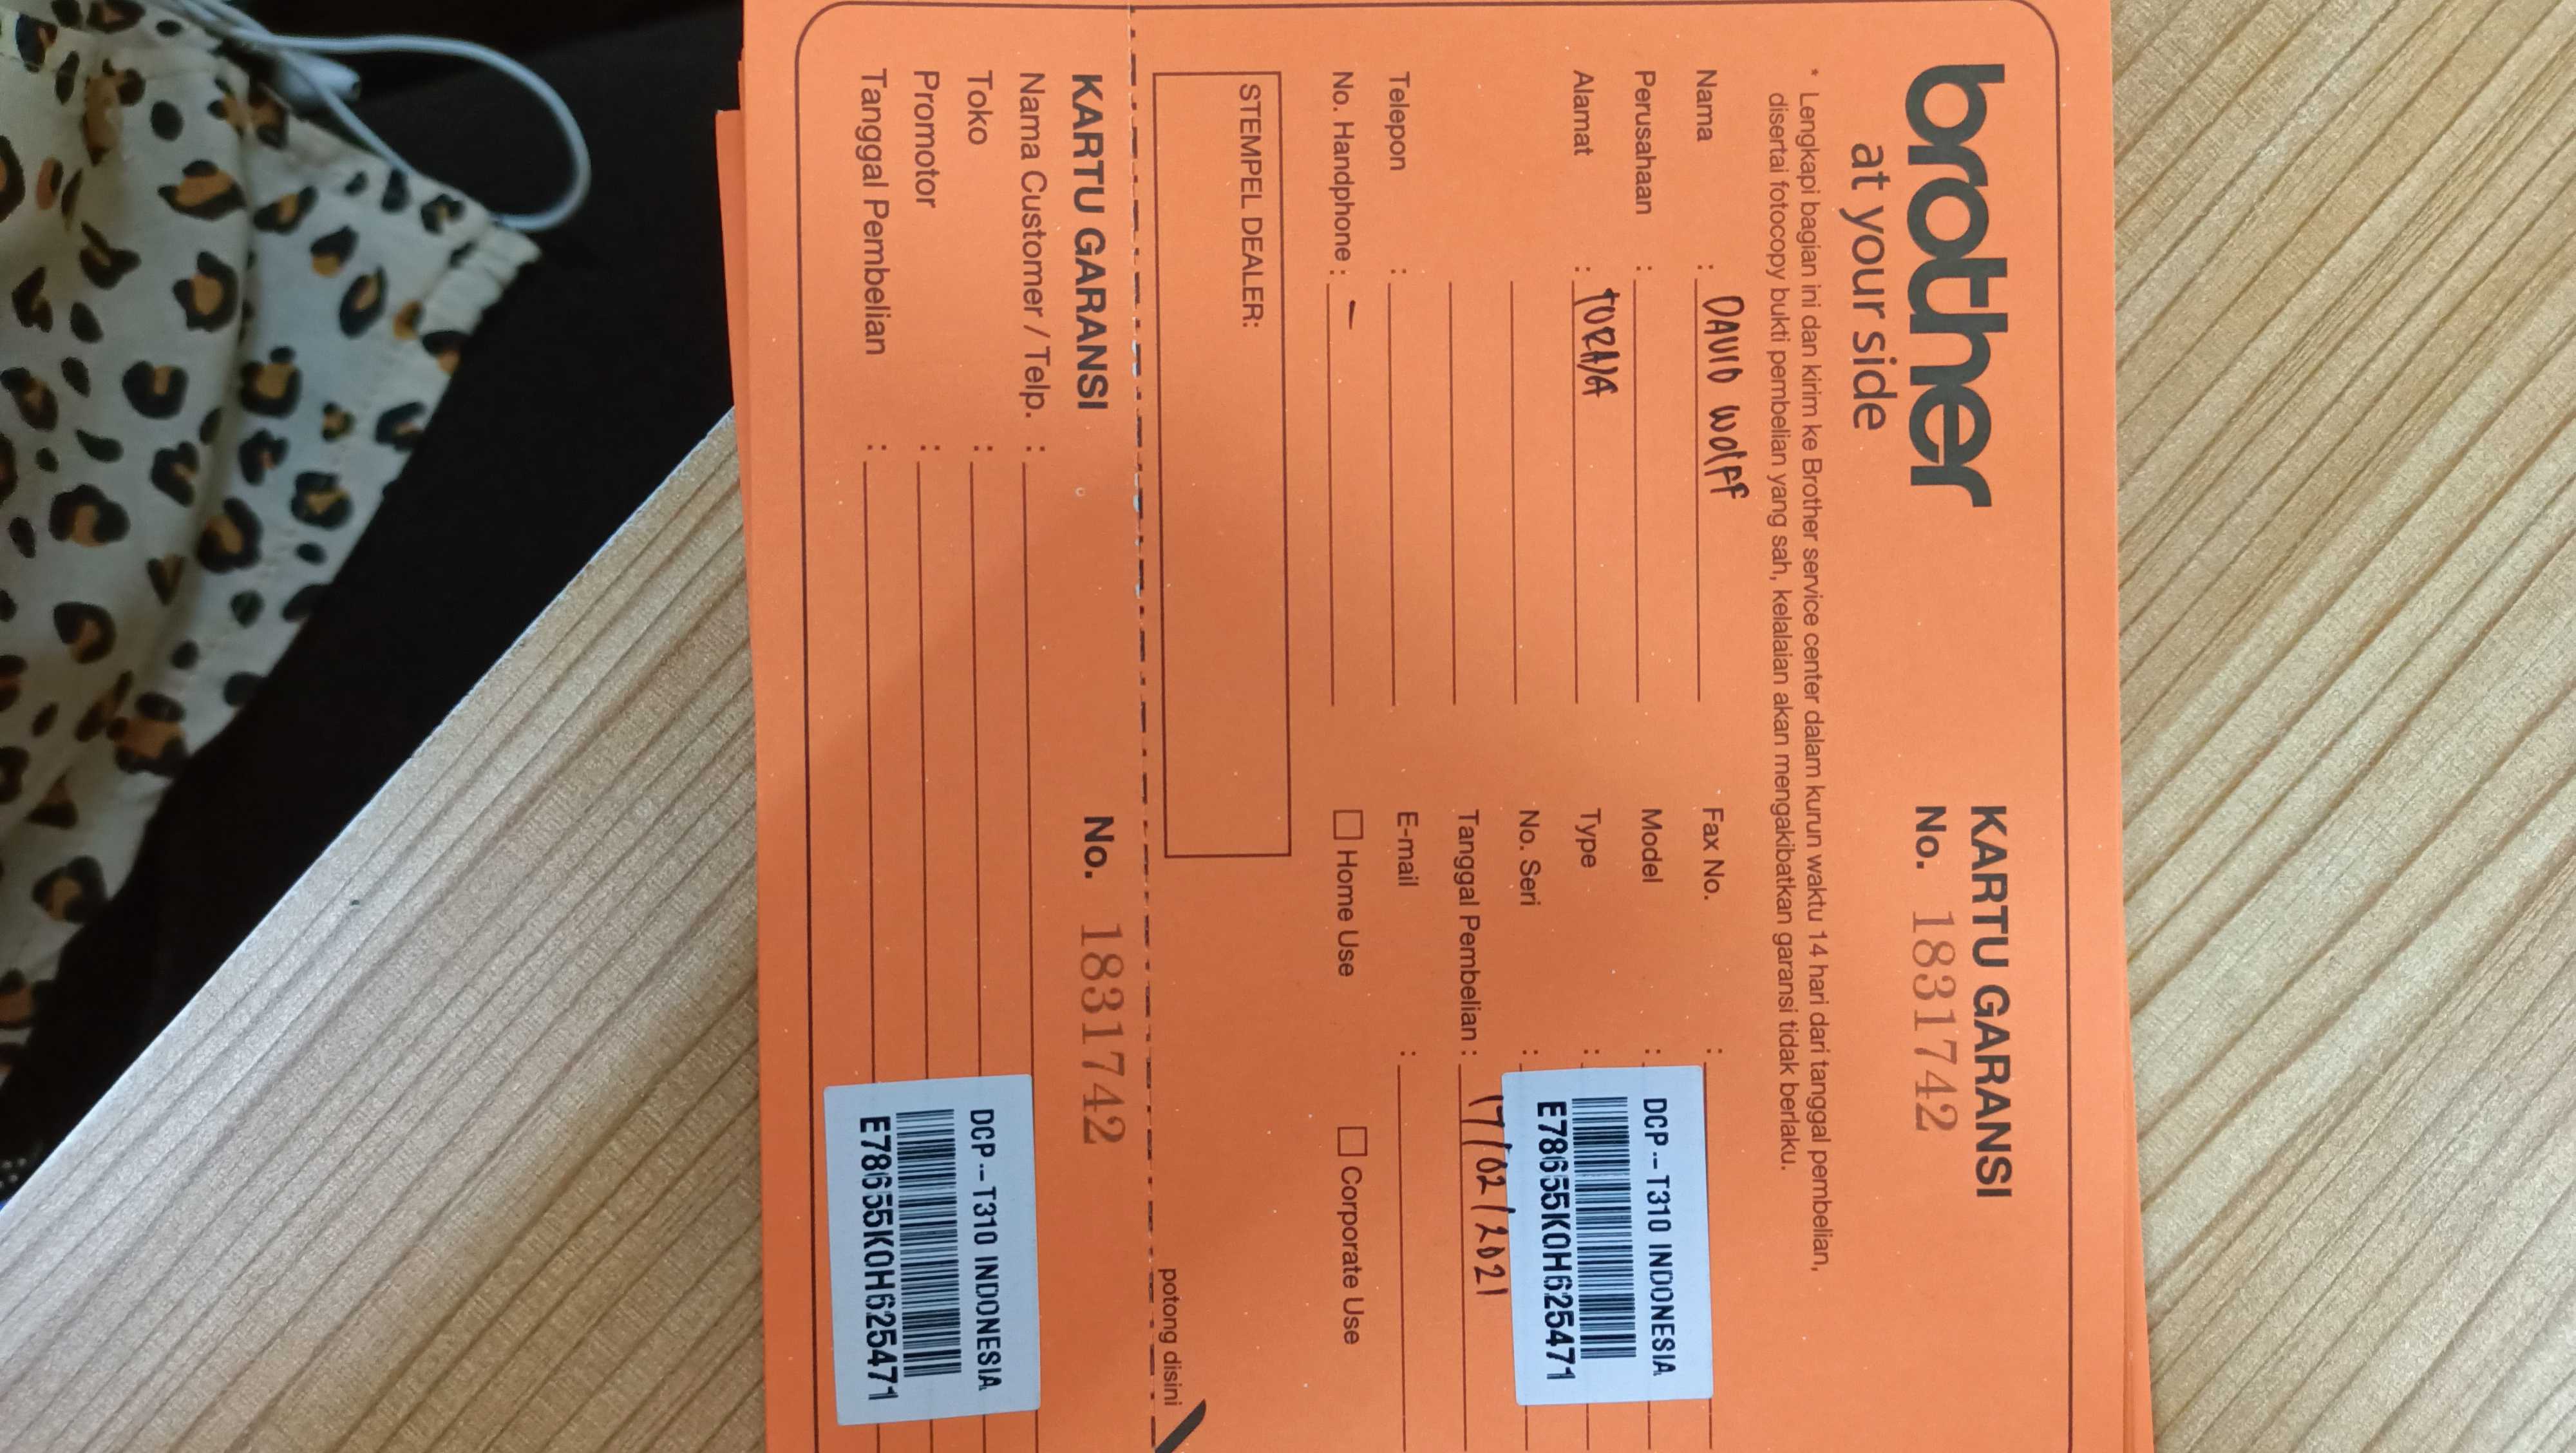 brother
at your side
KARTU GARANSI
No. 1831742
* Lengkapi bagian ini dan kirim ke Brother service center dalam kurun waktu 14 hari dari tanggal pembelian,
disertai fotocopy bukti pembelian yang sah, kelalaian akan mengakibatkan garansi tidak berlaku.
Nama : DAVID WOLFF
Perusahaan :
Alamat : TORAJA
Telepon :
No. Handphone : -
Fax No. :
Model :
Type :
No. Seri :
DCP-T310 INDONESIA
E78655K0H625471
Tanggal Pembelian : 17/02/2021
E-mail :
Home Use
Corporate Use
STEMPEL DEALER:
potong disini
KARTU GARANSI
No. 1831742
Nama Customer / Telp. :
Toko :
Promotor :
Tanggal Pembelian :
DCP-T310 INDONESIA
E78655K0H625471